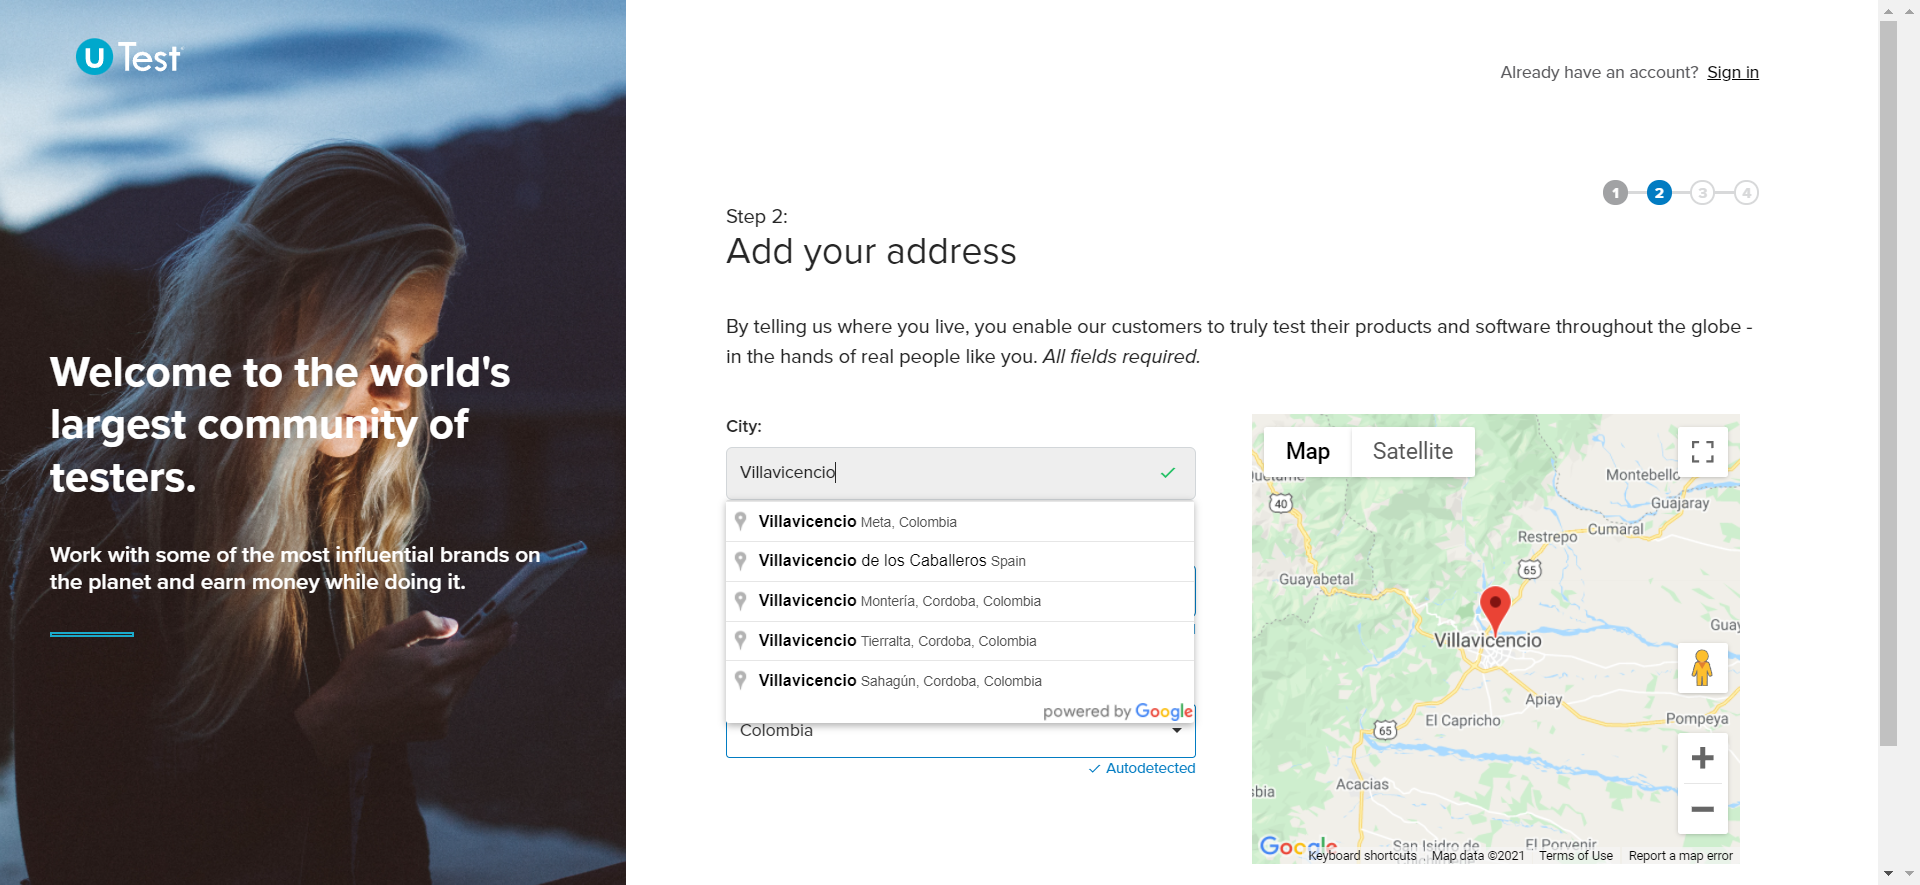 U Test
Already have an account? Sign in
1 2 3 4
Step 2:
Add your address
By telling us where you live, you enable our customers to truly test their products and software throughout the globe -
in the hands of real people like you. All fields required.
Welcome to the world's
largest community of
testers.
Work with some of the most influential brands on
the planet and earn money while doing it.
City:
Villavicencio
Villavicencio Meta, Colombia
Villavicencio de los Caballeros Spain
Villavicencio Montería, Cordoba, Colombia
Villavicencio Tierralta, Cordoba, Colombia
Villavicencio Sahagún, Cordoba, Colombia
powered by Google
Colombia
Autodetected
Map Satellite
Montebello
40
Guajaray
Cumaral
Restrepo
65
Guayabetal
Villavicencio
Apiay
El Capricho
Pompeya
65
Acacias
Google
San Isidro de
El Porvenir
Keyboard shortcuts Map data ©2021 Terms of Use Report a map error